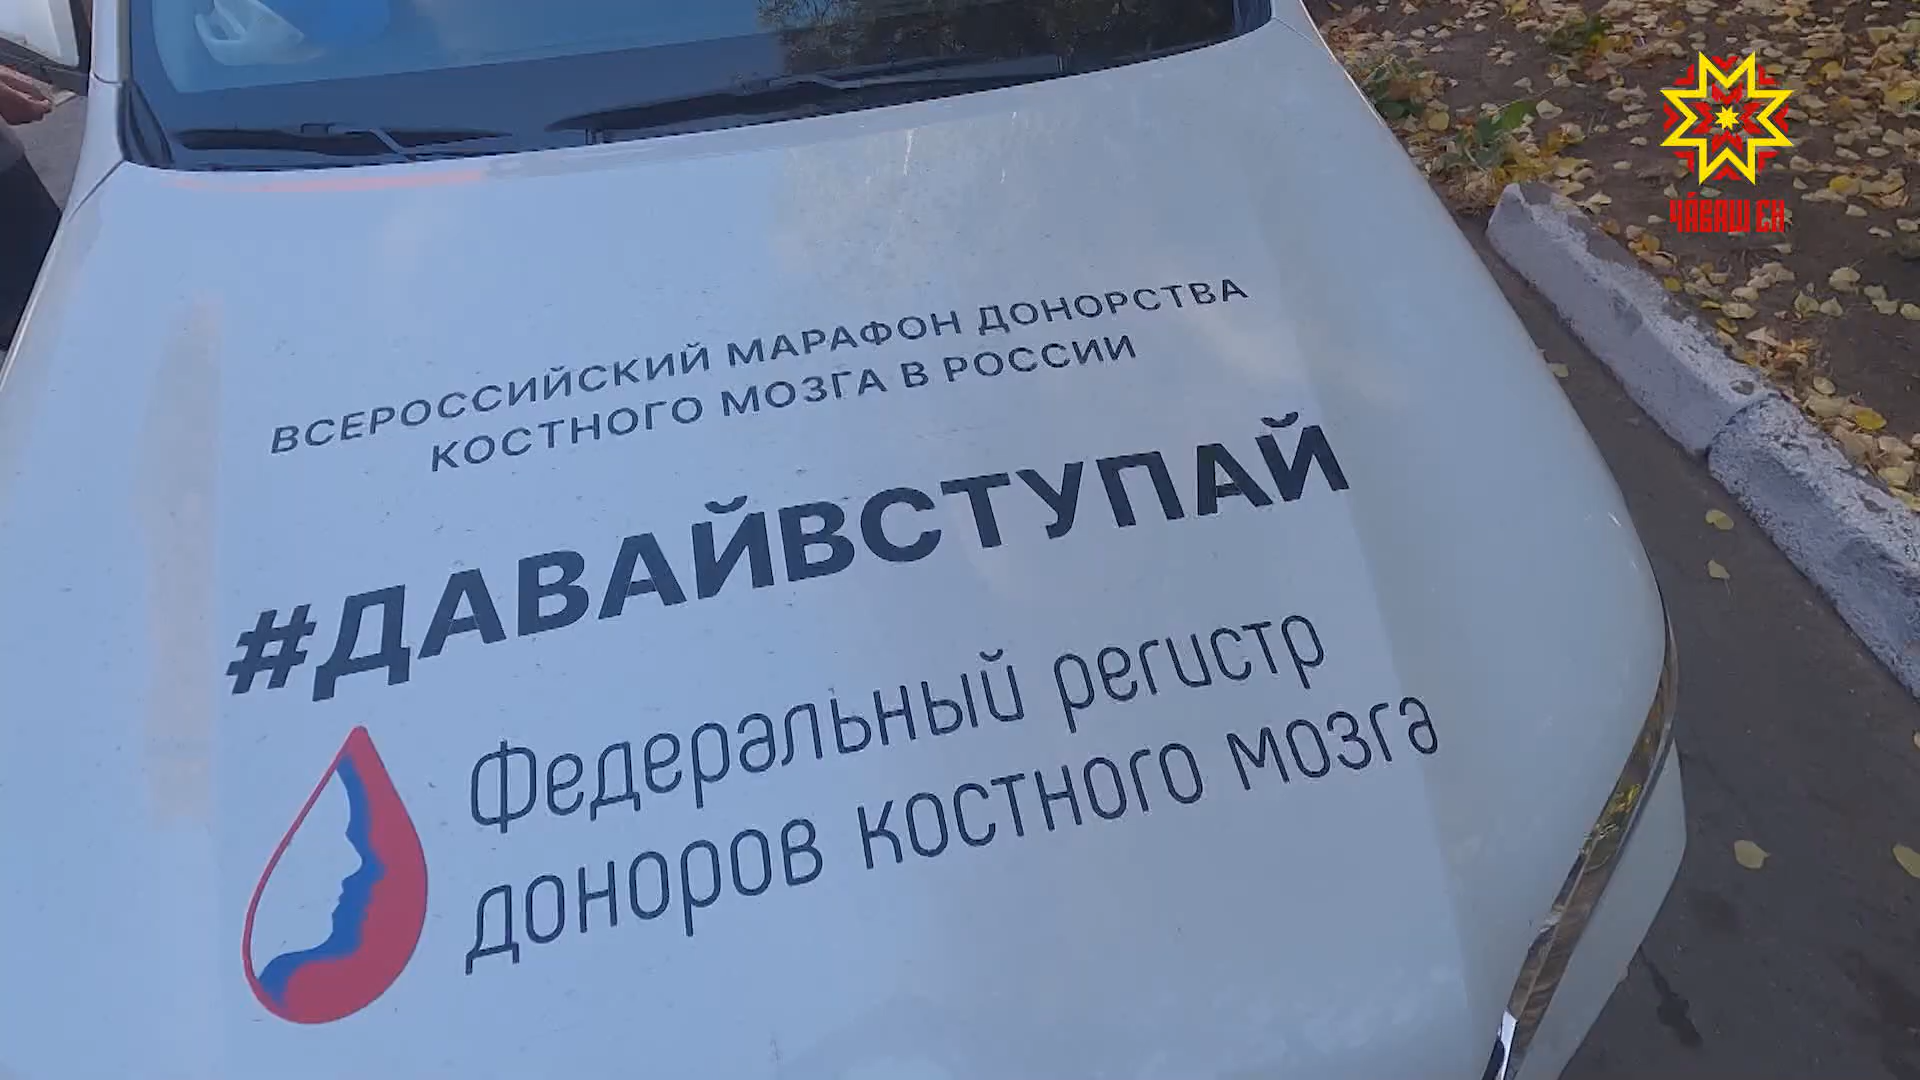 ВСЕРОССИЙСКИЙ МАРАФОН ДОНОРСТВА
КОСТНОГО МОЗГА В РОССИИ
#ДАВАЙВСТУПАЙ
Федеральный регистр
доноров костного мозга
ЧӐВАШ ЕН